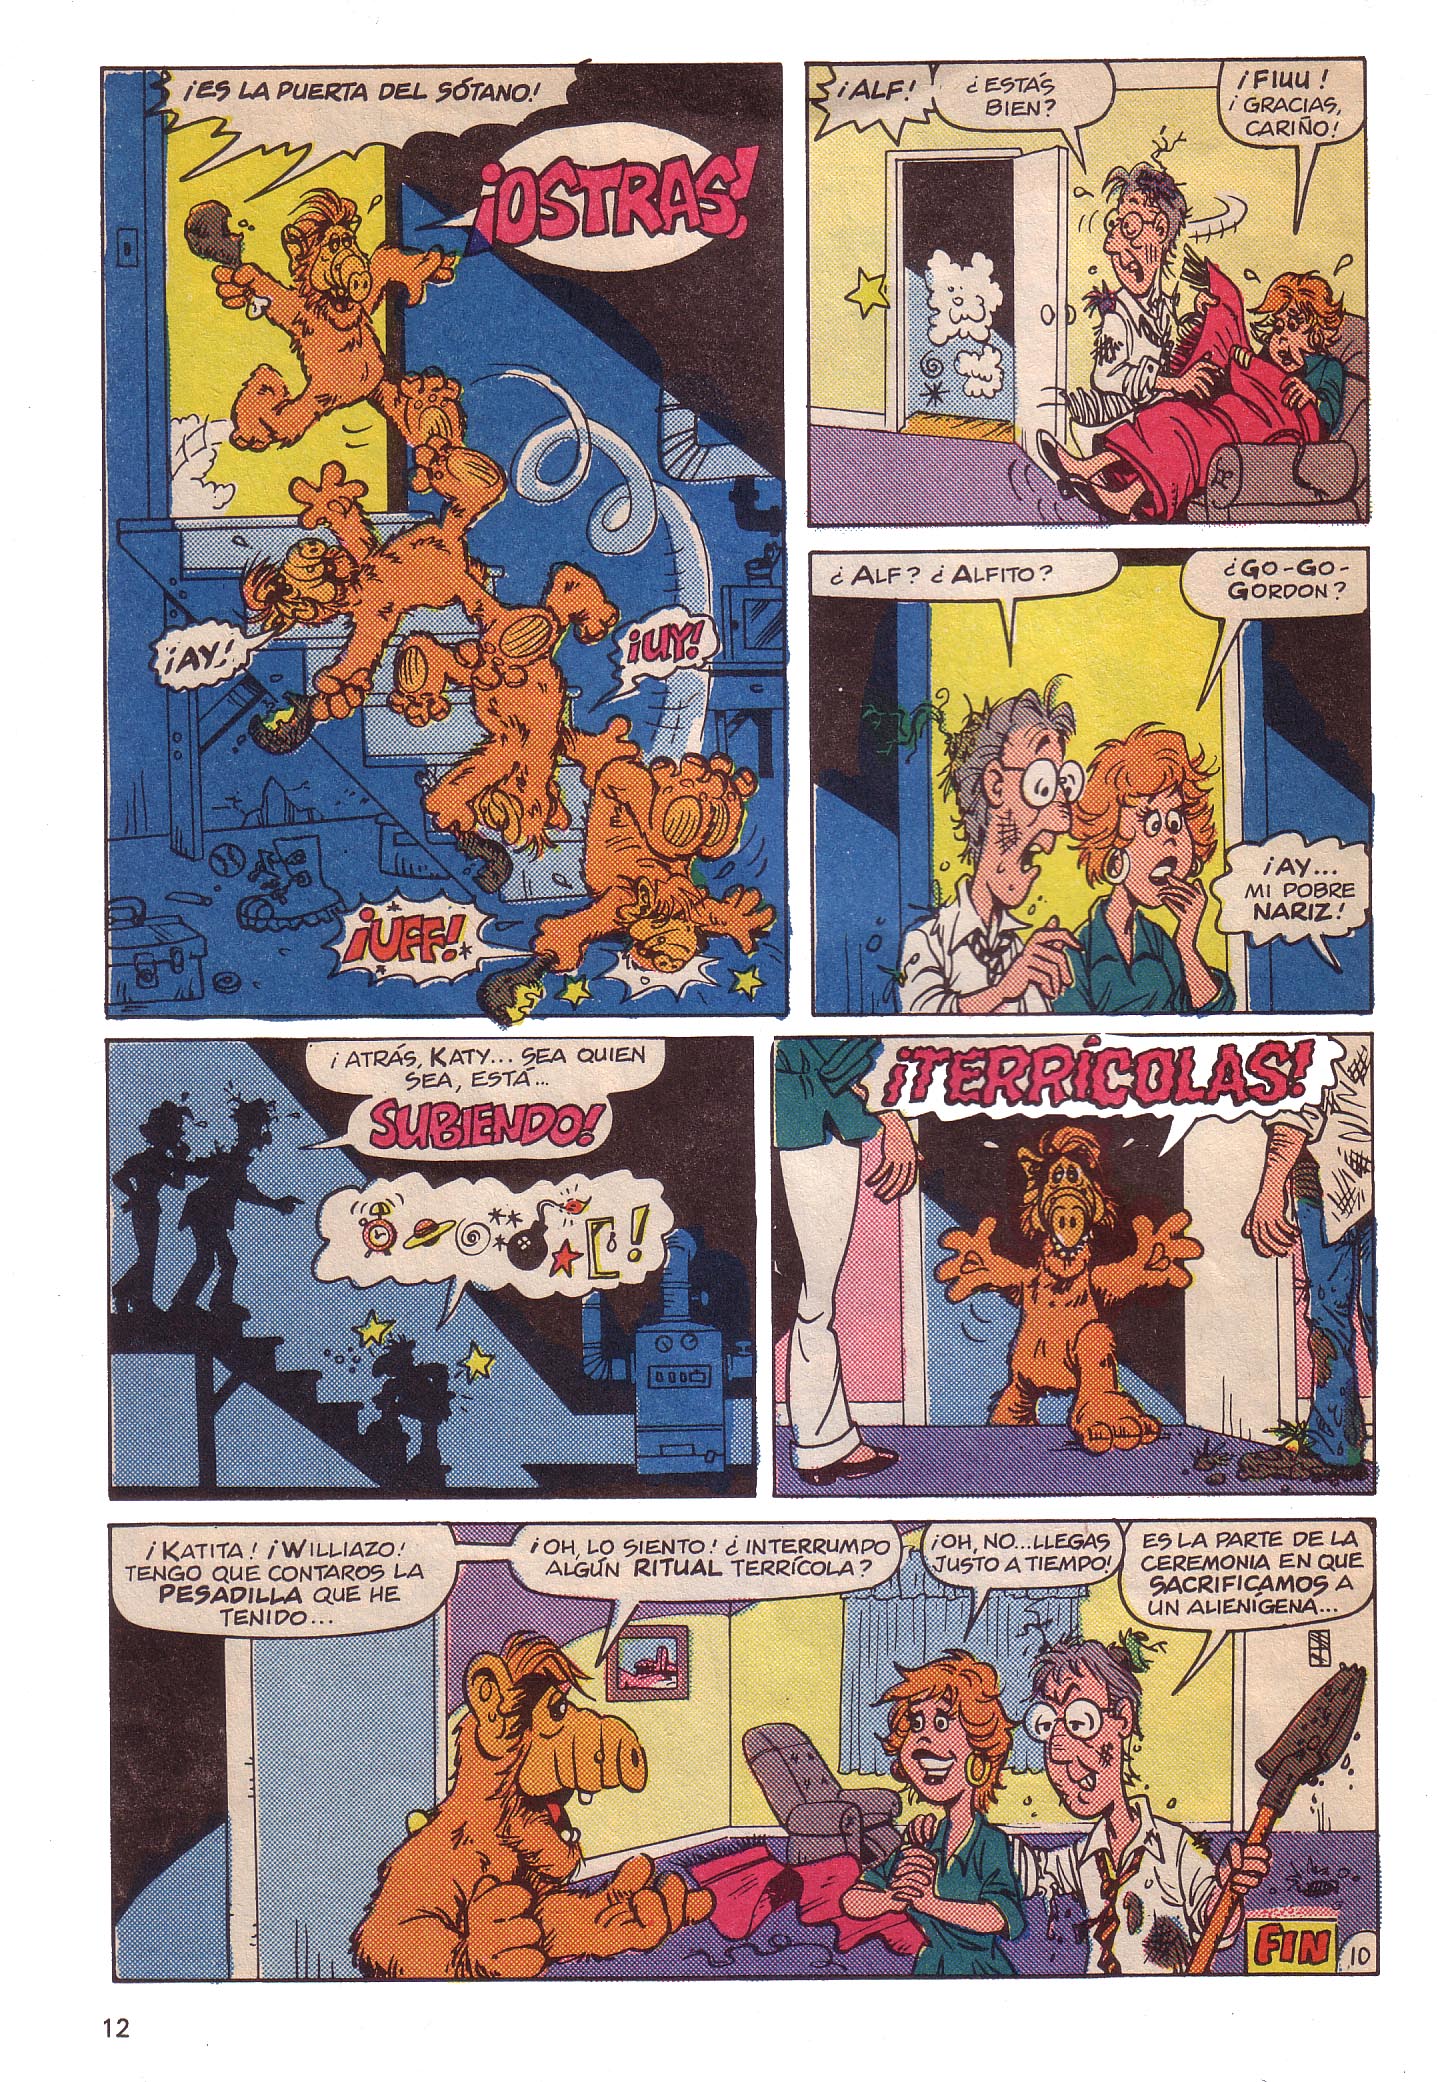 ¡ES LA PUERTA DEL SÓTANO!
¡OSTRAS!
¡AY!
¡UY!
¡UFF!
¡ALF!
¿ESTÁS
BIEN?
¡FIUU!
¡GRACIAS,
CARIÑO!
¿ALF? ¿ALFITO?
¿GO-GO-
GORDON?
¡AY...
MI POBRE
NARIZ!
¡ATRÁS, KATY... SEA QUIEN
SEA, ESTÁ...
SUBIENDO!
¡TERRÍCOLAS!
¡KATITA! ¡WILLIAZO!
TENGO QUE CONTAROS LA
PESADILLA QUE HE
TENIDO...
¡OH, LO SIENTO! ¿INTERRUMPO
ALGÚN RITUAL TERRÍCOLA?
¡OH, NO...LLEGAS
JUSTO A TIEMPO!
ES LA PARTE DE LA
CEREMONIA EN QUE
SACRIFICAMOS A
UN ALIENÍGENA...
FIN
10
12